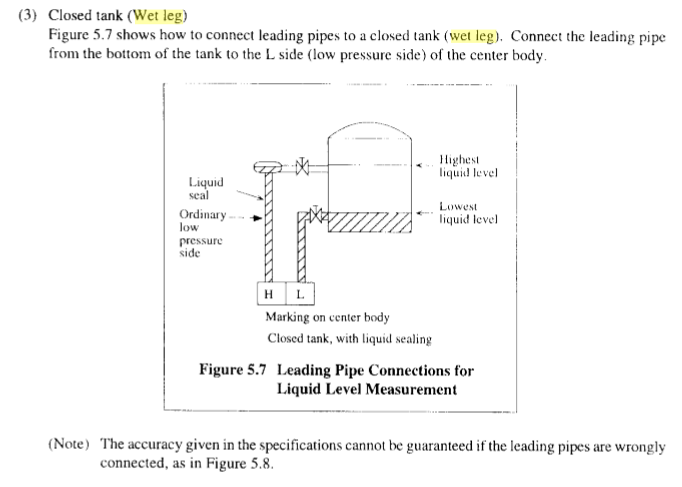 (3) Closed tank (Wet leg)
Figure 5.7 shows how to connect leading pipes to a closed tank (wet leg). Connect the leading pipe
from the bottom of the tank to the L side (low pressure side) of the center body.
Highest
liquid level
Liquid
seal
Lowest
liquid level
Ordinary
low
pressure
side
H L
Marking on center body
Closed tank, with liquid sealing
Figure 5.7 Leading Pipe Connections for
Liquid Level Measurement
(Note) The accuracy given in the specifications cannot be guaranteed if the leading pipes are wrongly
connected, as in Figure 5.8.